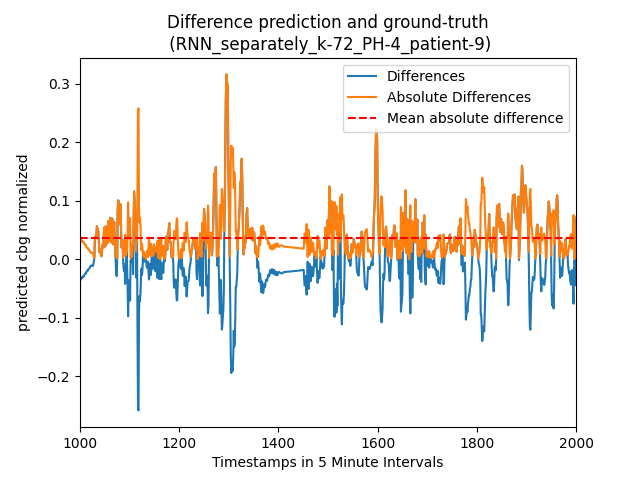 Difference prediction and ground-truth
(RNN_separately_k-72_PH-4_patient-9)
Differences
Absolute Differences
Mean absolute difference
predicted cbg normalized
0.3
0.2
0.1
0.0
−0.1
−0.2
1000 1200 1400 1600 1800 2000
Timestamps in 5 Minute Intervals